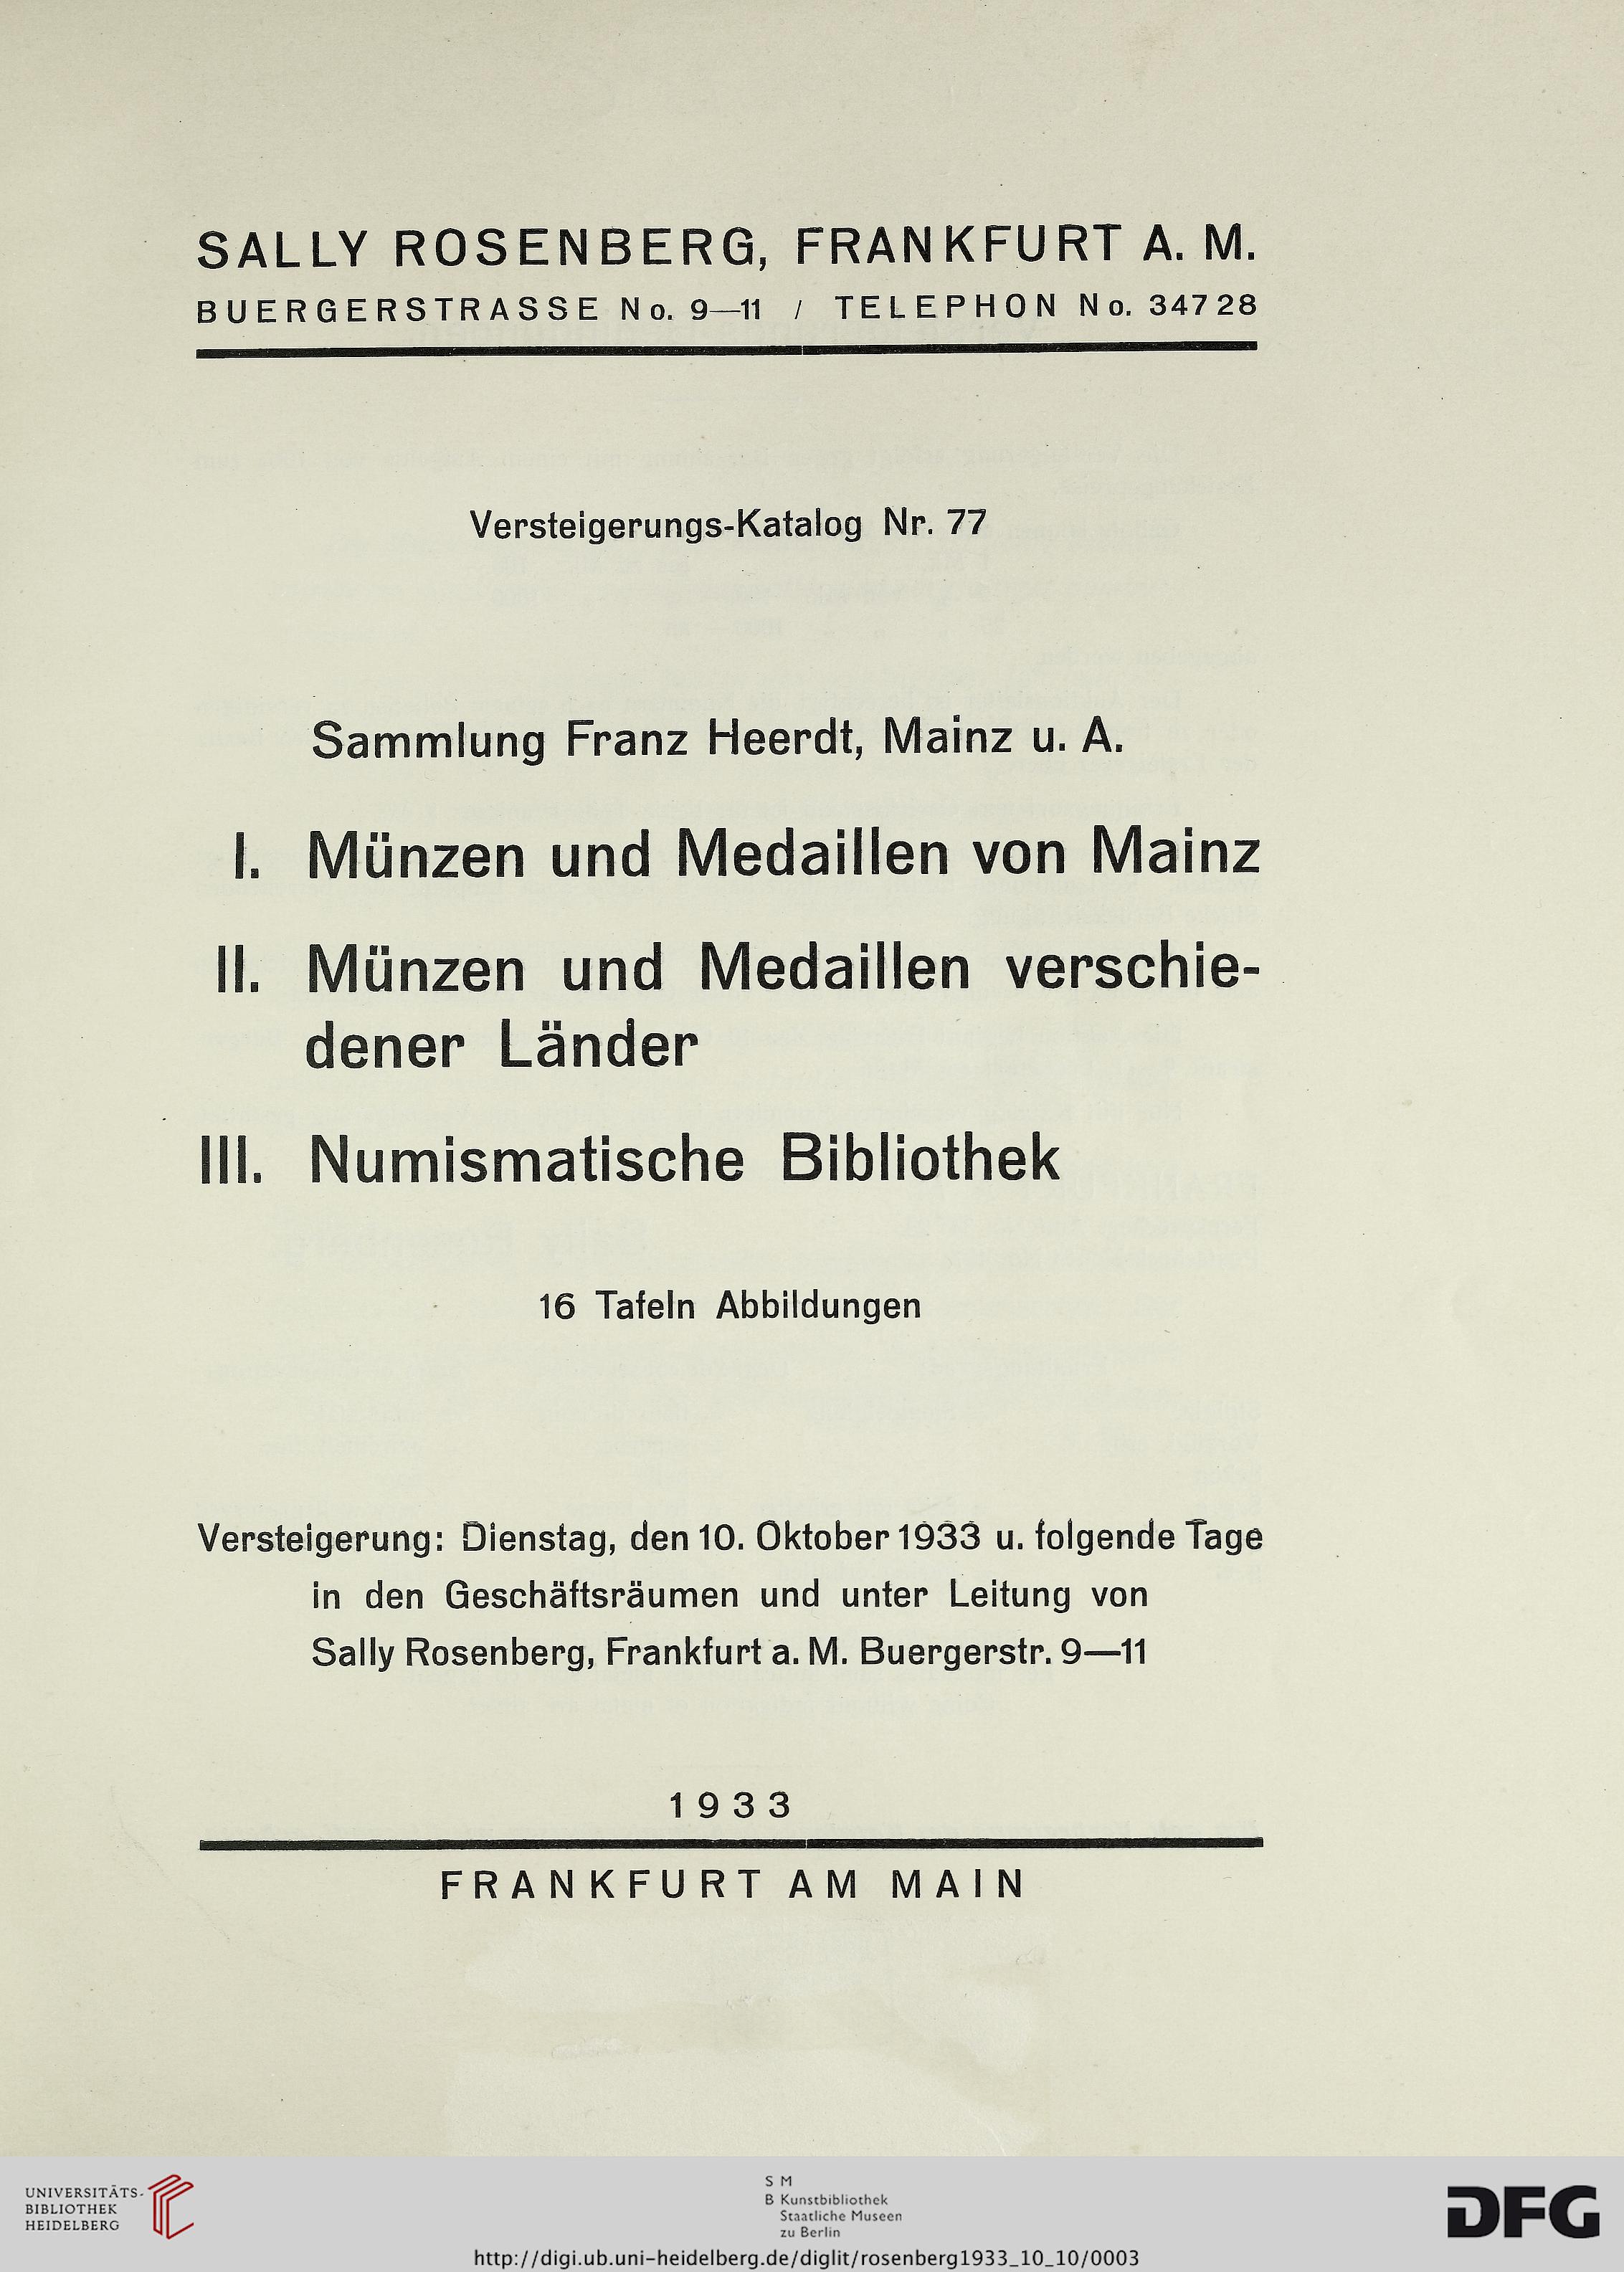 SALLY ROSENBERG, FRANKFURT A. M.
BUERGERSTRASSE No. 9—11 / TELEPHON No. 34728
Versteigerungs-Katalog Nr. 77
Sammlung Franz Heerdt, Mainz u. A.
I. Münzen und Medaillen von Mainz
II. Münzen und Medaillen verschie-
dener Länder
III. Numismatische Bibliothek
16 Tafeln Abbildungen
Versteigerung: Dienstag, den 10. Oktober 1933 u. folgende Tage
in den Geschäftsräumen und unter Leitung von
Sally Rosenberg, Frankfurt a. M. Buergerstr. 9—11
1933
FRANKFURT AM MAIN
UNIVERSITÄTS-
BIBLIOTHEK
HEIDELBERG
S M
B Kunstbibliothek
Staatliche Museen
zu Berlin
DFG
http://digi.ub.uni-heidelberg.de/diglit/rosenberg1933_10_10/0003